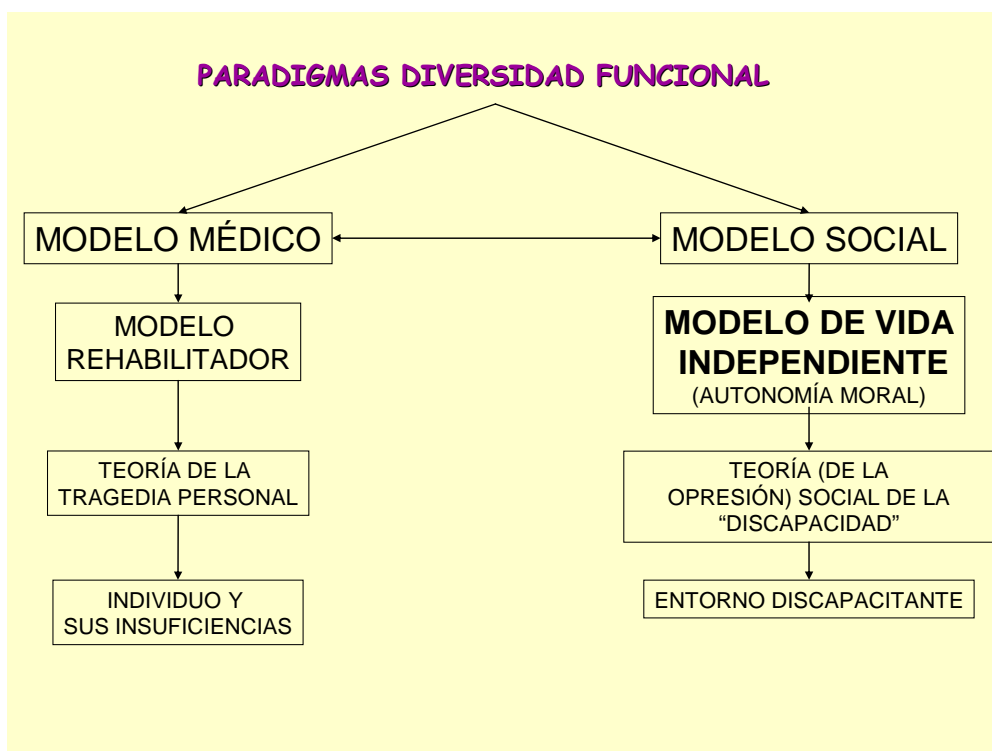 PARADIGMAS DIVERSIDAD FUNCIONAL
MODELO MÉDICO
MODELO SOCIAL
MODELO
REHABILITADOR
MODELO DE VIDA
INDEPENDIENTE
(AUTONOMÍA MORAL)
TEORÍA DE LA
TRAGEDIA PERSONAL
TEORÍA (DE LA
OPRESIÓN) SOCIAL DE LA
“DISCAPACIDAD”
INDIVIDUO Y
SUS INSUFICIENCIAS
ENTORNO DISCAPACITANTE